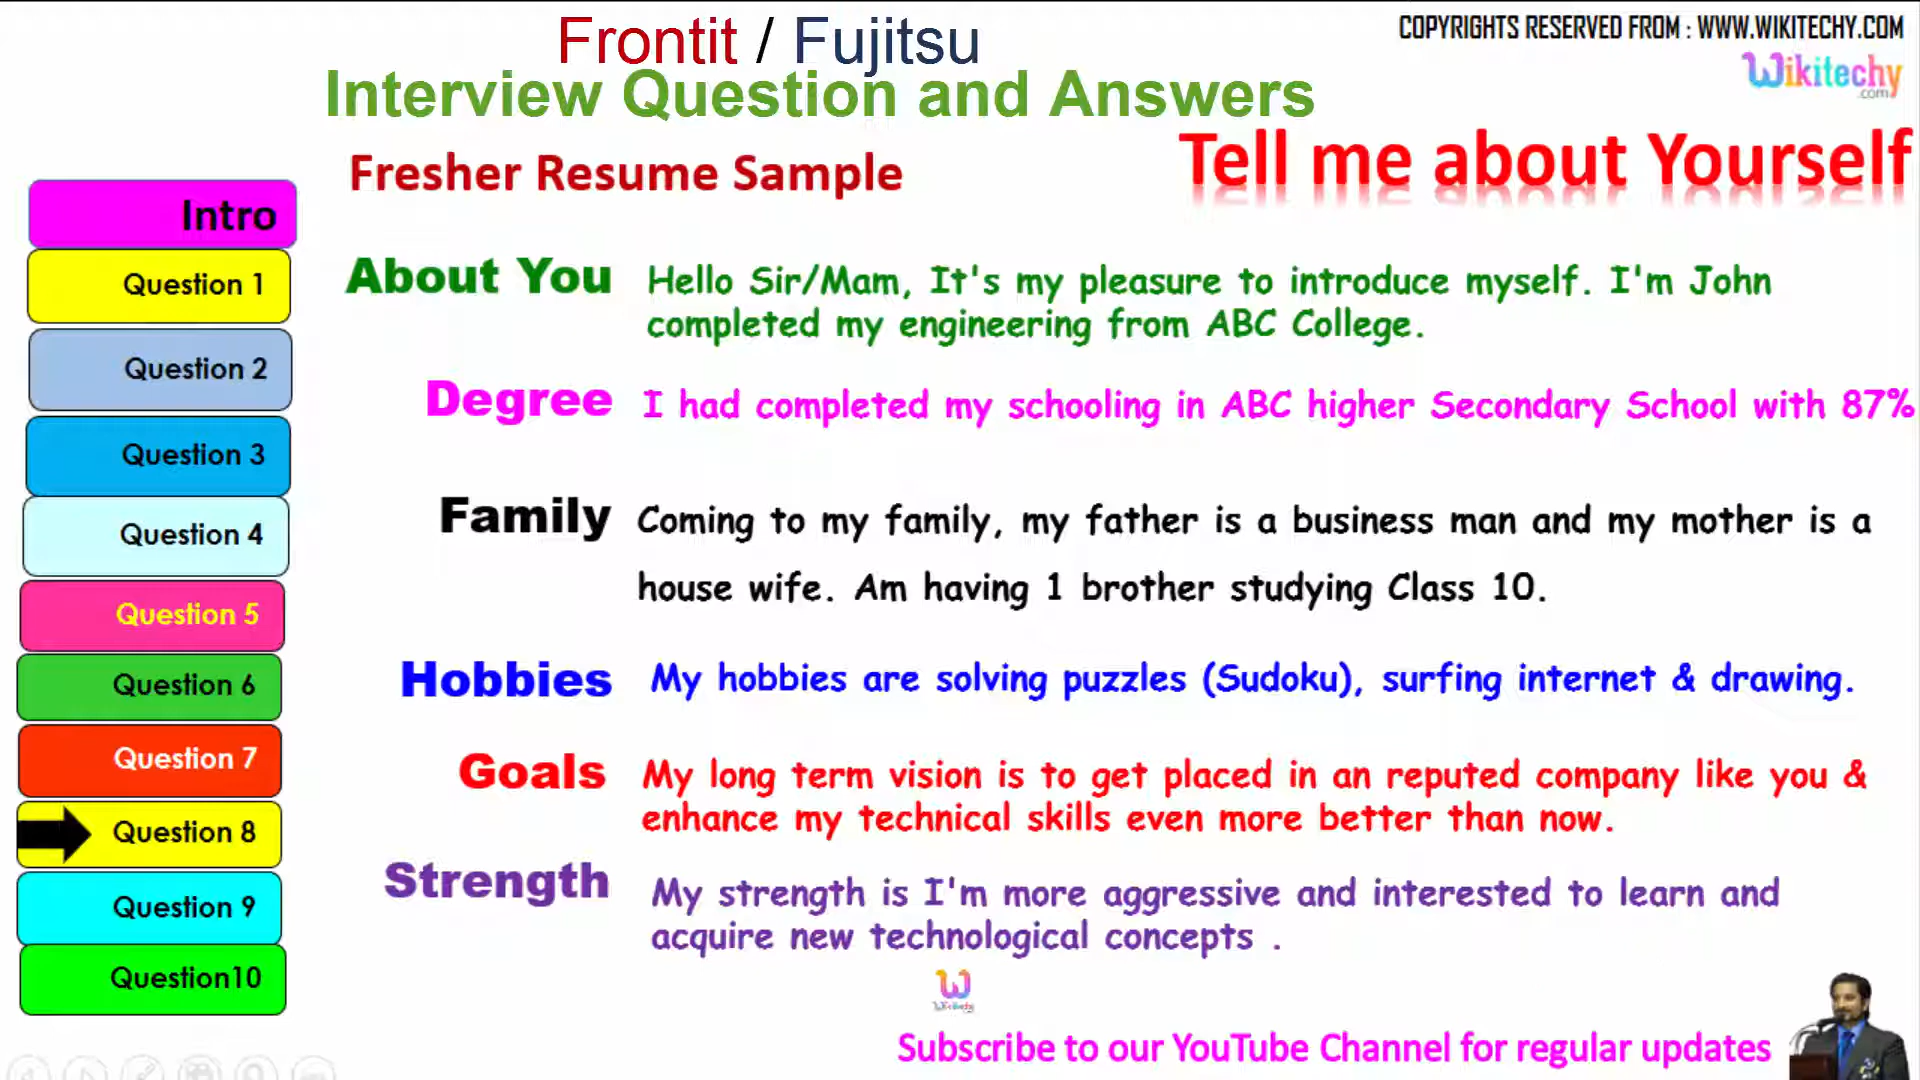 Frontit / Fujitsu
COPYRIGHTS RESERVED FROM : WWW.WIKITECHY.COM
Wikitechy
.com
Interview Question and Answers
Tell me about Yourself
Fresher Resume Sample
Intro
Question 1
Question 2
Question 3
Question 4
Question 5
Question 6
Question 7
Question 8
Question 9
Question10
About You
Hello Sir/Mam, It's my pleasure to introduce myself. I'm John
completed my engineering from ABC College.
Degree
I had completed my schooling in ABC higher Secondary School with 87%
Family
Coming to my family, my father is a business man and my mother is a
house wife. Am having 1 brother studying Class 10.
Hobbies
My hobbies are solving puzzles (Sudoku), surfing internet & drawing.
Goals
My long term vision is to get placed in an reputed company like you &
enhance my technical skills even more better than now.
Strength
My strength is I'm more aggressive and interested to learn and
acquire new technological concepts .
Wikitechy
Subscribe to our YouTube Channel for regular updates